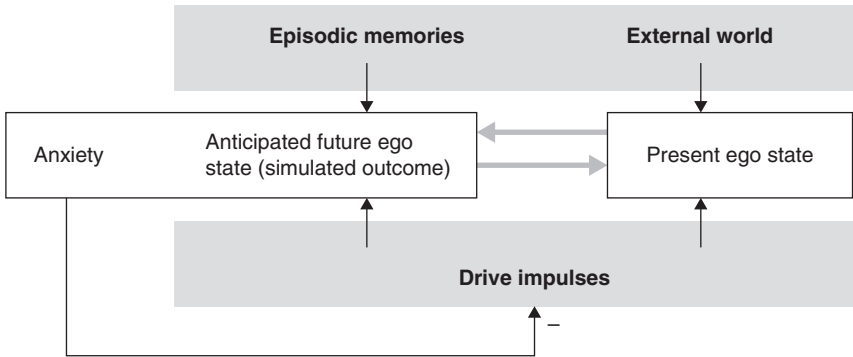 Episodic memories
External world
Anxiety
Anticipated future ego
state (simulated outcome)
Present ego state
Drive impulses
–